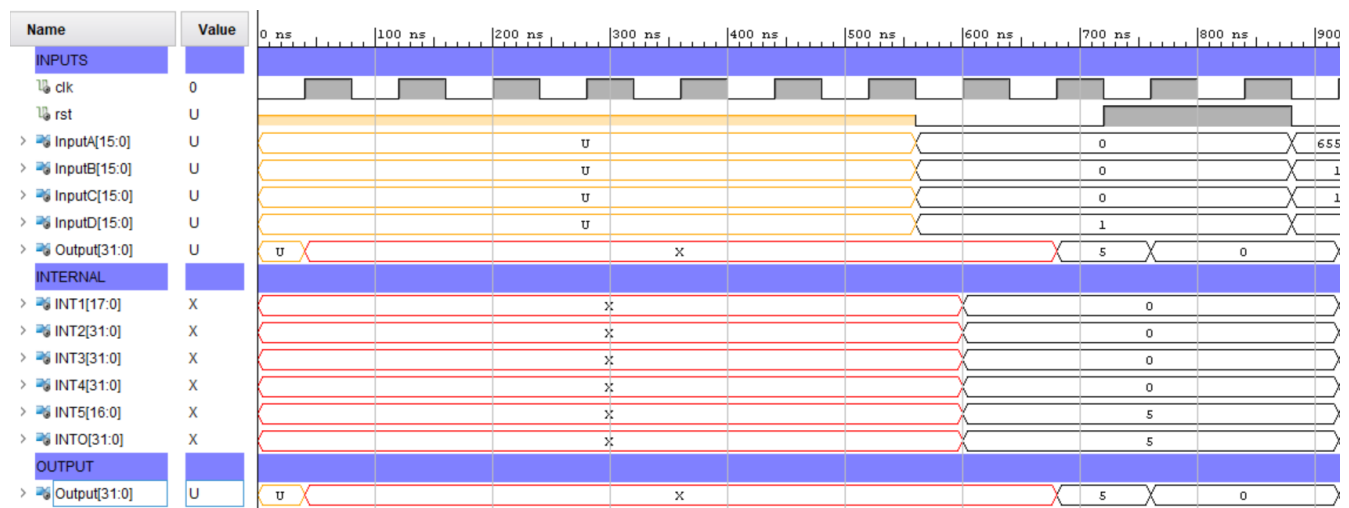 Name Value 0 ns 100 ns 200 ns 300 ns 400 ns 500 ns 600 ns 700 ns 800 ns 900
INPUTS
clk 0
rst U
InputA[15:0] U U 0 655
InputB[15:0] U U 0 1
InputC[15:0] U U 0 1
InputD[15:0] U U 1
Output[31:0] U U X 5 0
INTERNAL
INT1[17:0] X X 0
INT2[31:0] X X 0
INT3[31:0] X X 0
INT4[31:0] X X 0
INT5[16:0] X X 5
INTO[31:0] X X 5
OUTPUT
Output[31:0] U U X 5 0